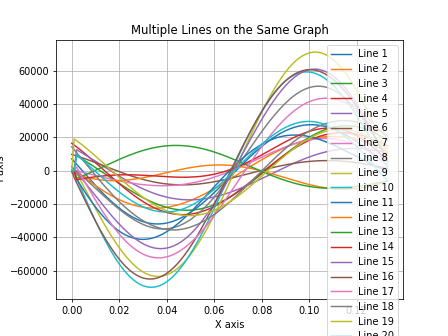 Multiple Lines on the Same Graph
60000
40000
20000
0
−20000
−40000
−60000
0.00 0.02 0.04 0.06 0.08 0.10
X axis
Line 1
Line 2
Line 3
Line 4
Line 5
Line 6
Line 7
Line 8
Line 9
Line 10
Line 11
Line 12
Line 13
Line 14
Line 15
Line 16
Line 17
Line 18
Line 19
Line 20